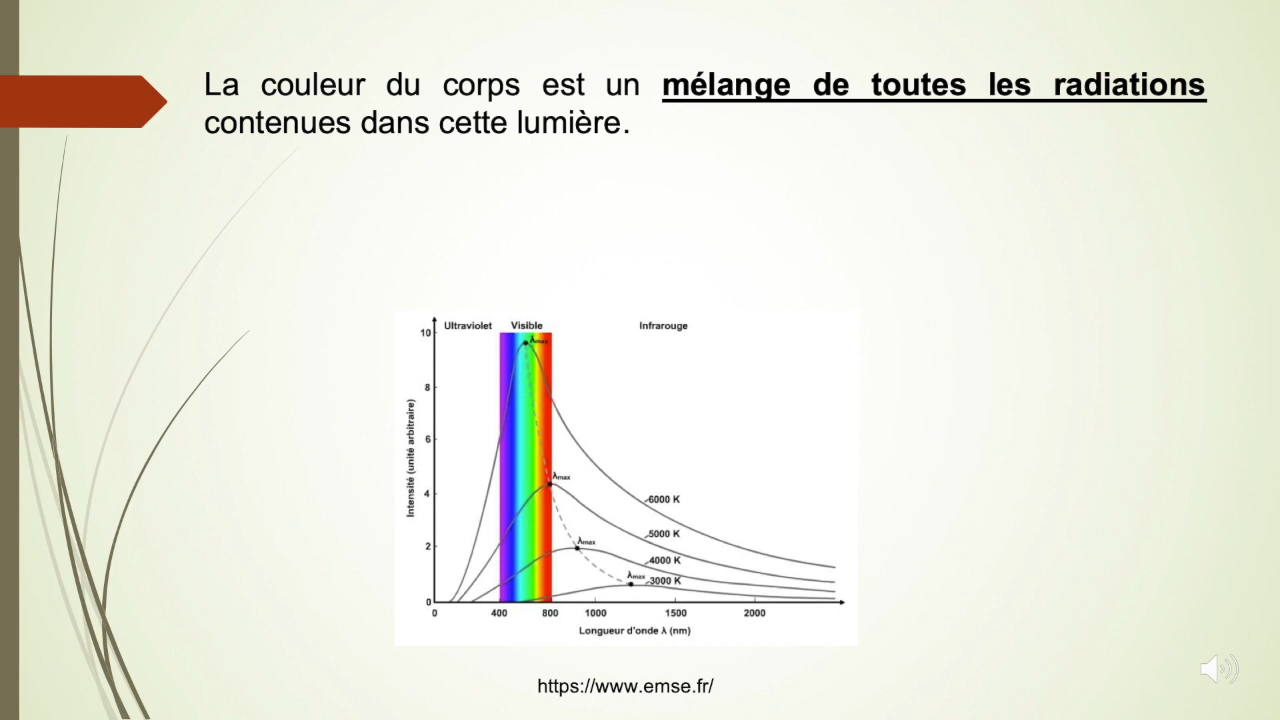 La couleur du corps est un mélange de toutes les radiations
contenues dans cette lumière.
Ultraviolet Visible Infrarouge
10
λmax
8
Intensité (unité arbitraire)
6
λmax
4
6000 K
5000 K
2
λmax
4000 K
λmax
3000 K
0
0 400 800 1000 1500 2000
Longueur d'onde λ (nm)
https://www.emse.fr/